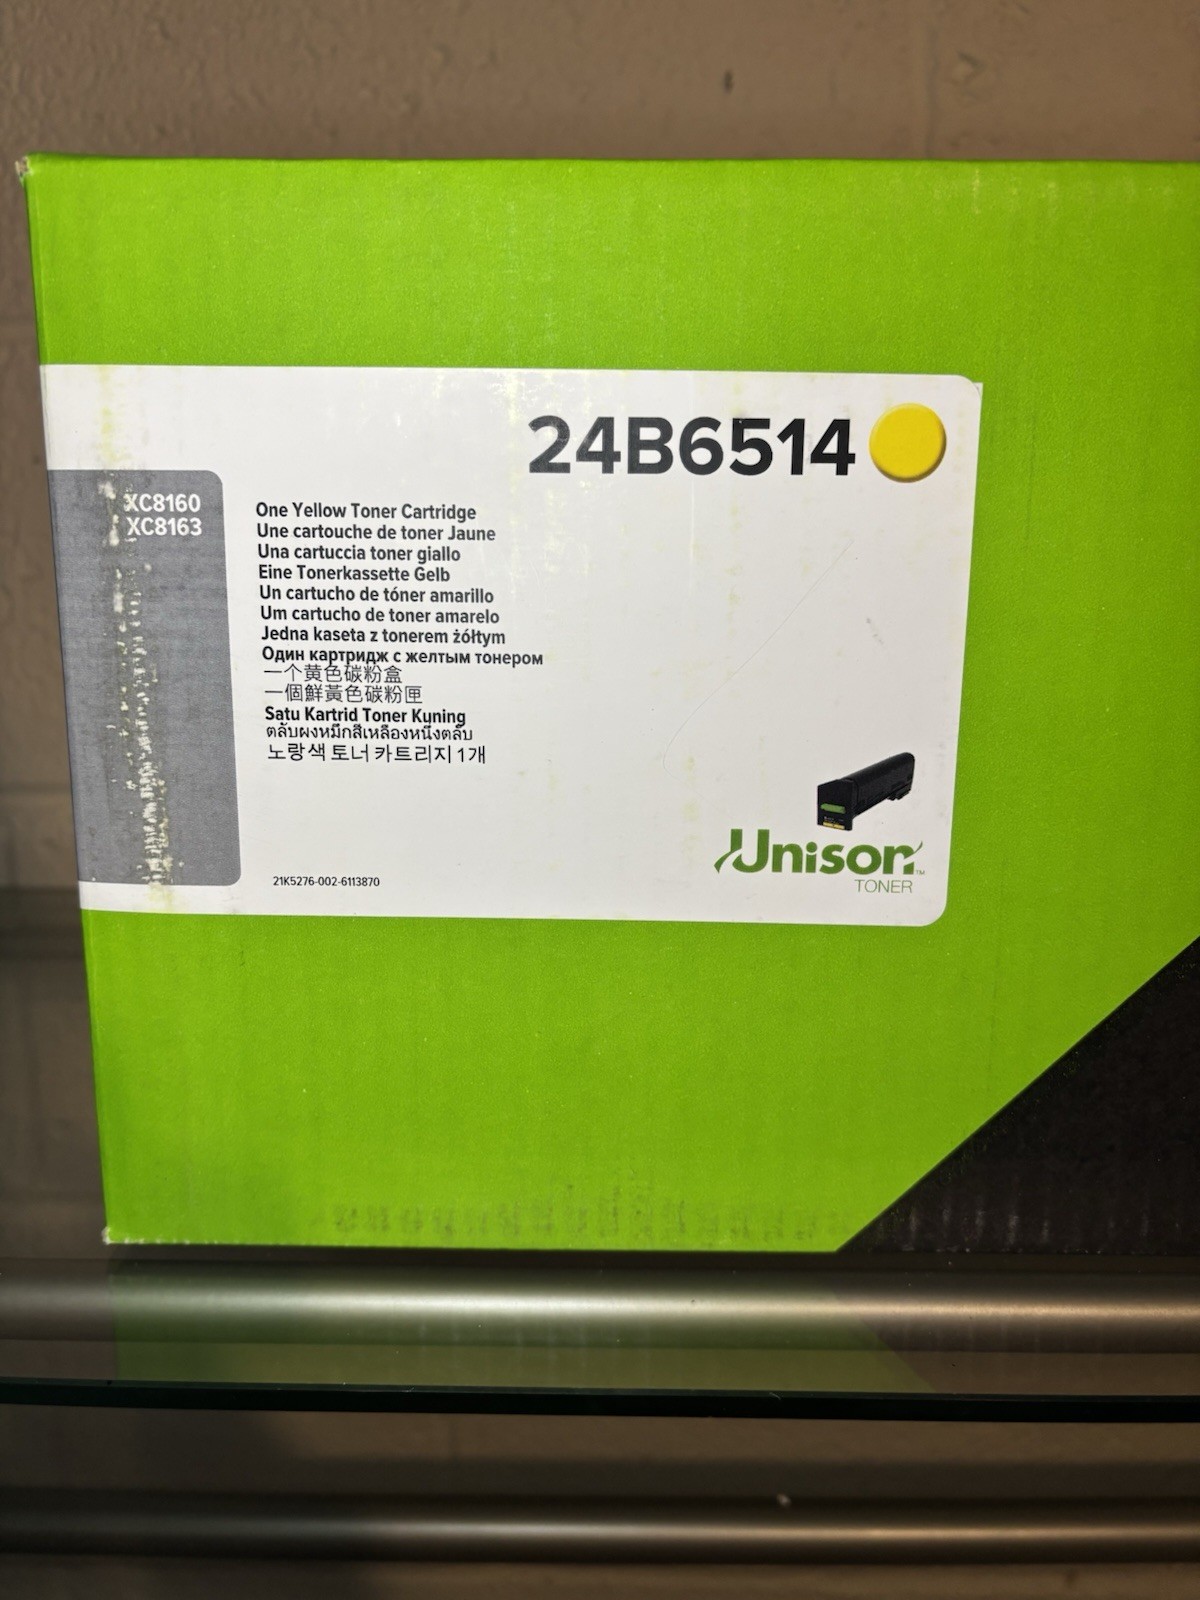 24B6514
XC8160
XC8163
One Yellow Toner Cartridge
Une cartouche de toner Jaune
Una cartuccia toner giallo
Eine Tonerkassette Gelb
Un cartucho de tóner amarillo
Um cartucho de toner amarelo
Jedna kaseta z tonerem żółtym
Один картридж с желтым тонером
一个黄色碳粉盒
一個鮮黃色碳粉匣
Satu Kartrid Toner Kuning
ตลับผงหมึกสีเหลืองหนึ่งตลับ
노랑색 토너 카트리지 1개
21K5276-002-6113870
Unison™
TONER